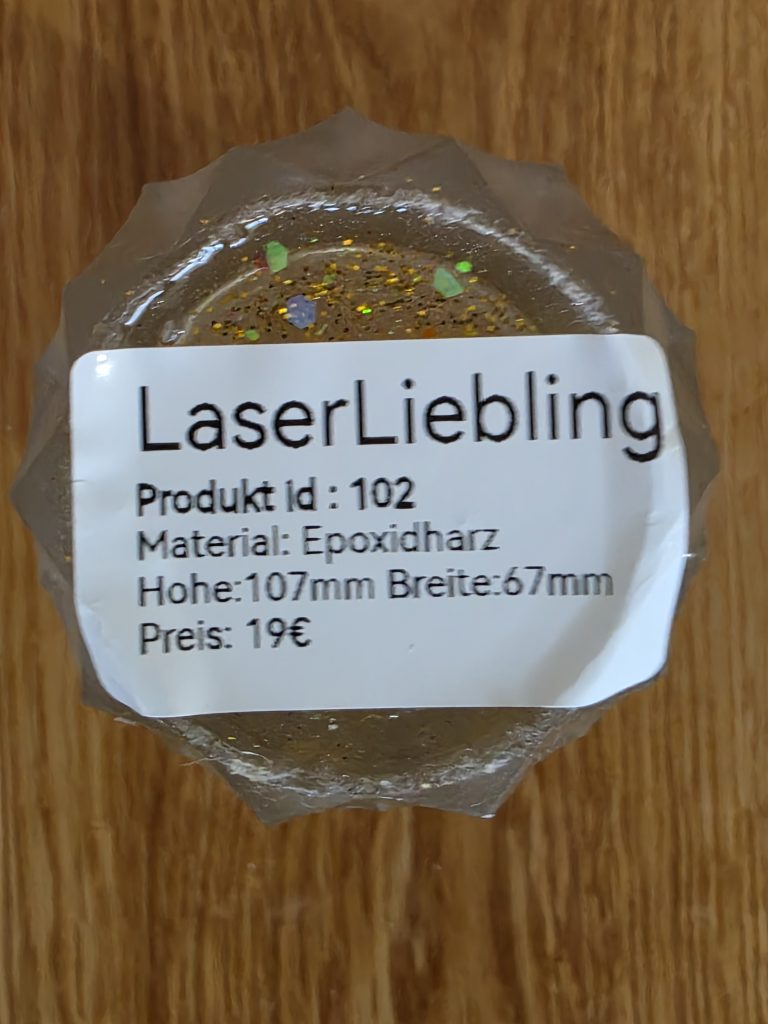 LaserLiebling
Produkt id : 102
Material: Epoxidharz
Hohe:107mm Breite:67mm
Preis: 19€